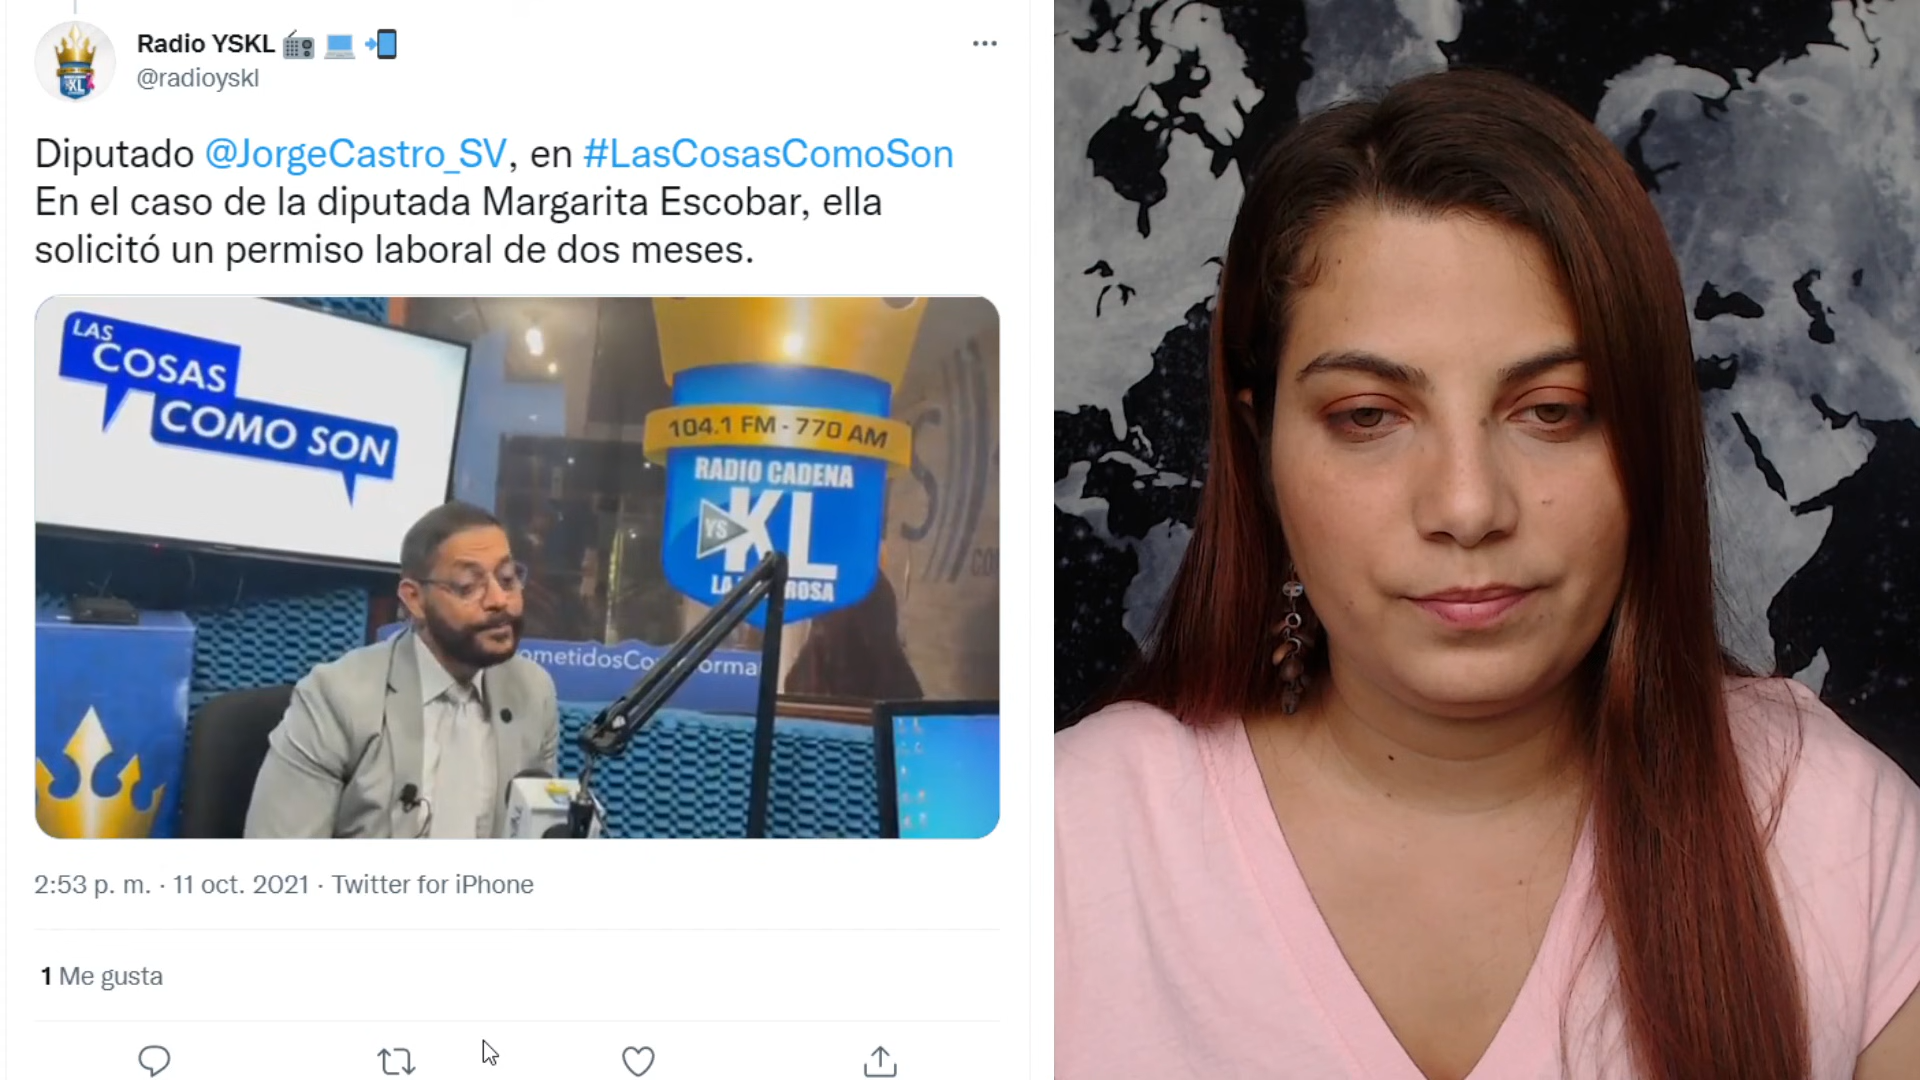 Radio YSKL
@radioyskl
Diputado @JorgeCastro_SV, en #LasCosasComoSon
En el caso de la diputada Margarita Escobar, ella
solicitó un permiso laboral de dos meses.
LAS
COSAS
COMO SON
104.1 FM - 770 AM
RADIO CADENA
YS
KL
2:53 p. m. · 11 oct. 2021 · Twitter for iPhone
1 Me gusta